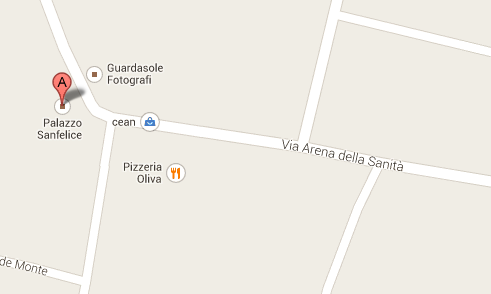 A
Guardasole
Fotografi
Palazzo
Sanfelice
cean
Via Arena della Sanità
Pizzeria
Oliva
de Monte